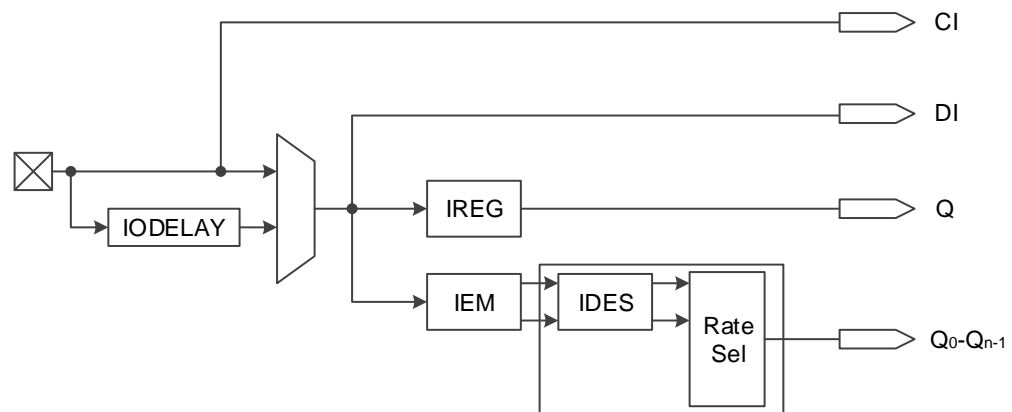 CI
DI
IODELAY
IREG
Q
IEM
IDES
Rate
Sel
Q0-Qn-1